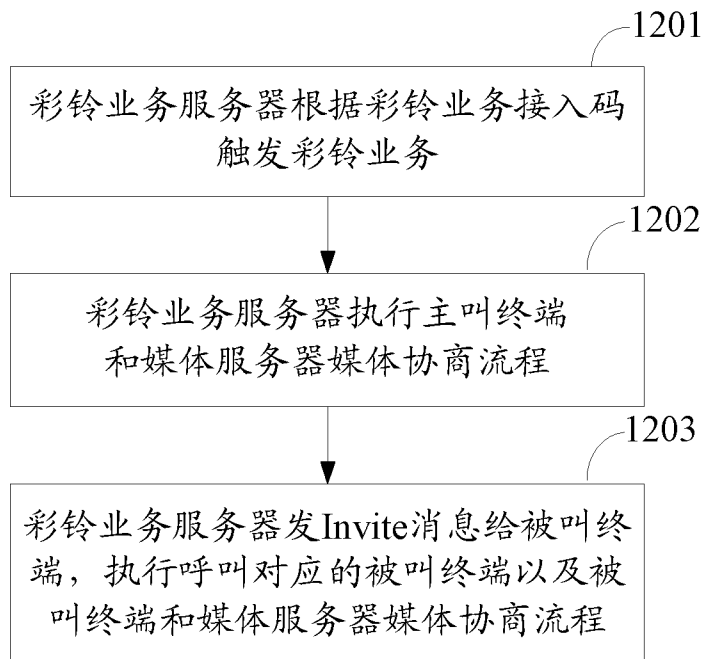 1201
彩铃业务服务器根据彩铃业务接入码
触发彩铃业务
1202
彩铃业务服务器执行主叫终端
和媒体服务器媒体协商流程
1203
彩铃业务服务器发Invite消息给被叫终
端，执行呼叫对应的被叫终端以及被
叫终端和媒体服务器媒体协商流程